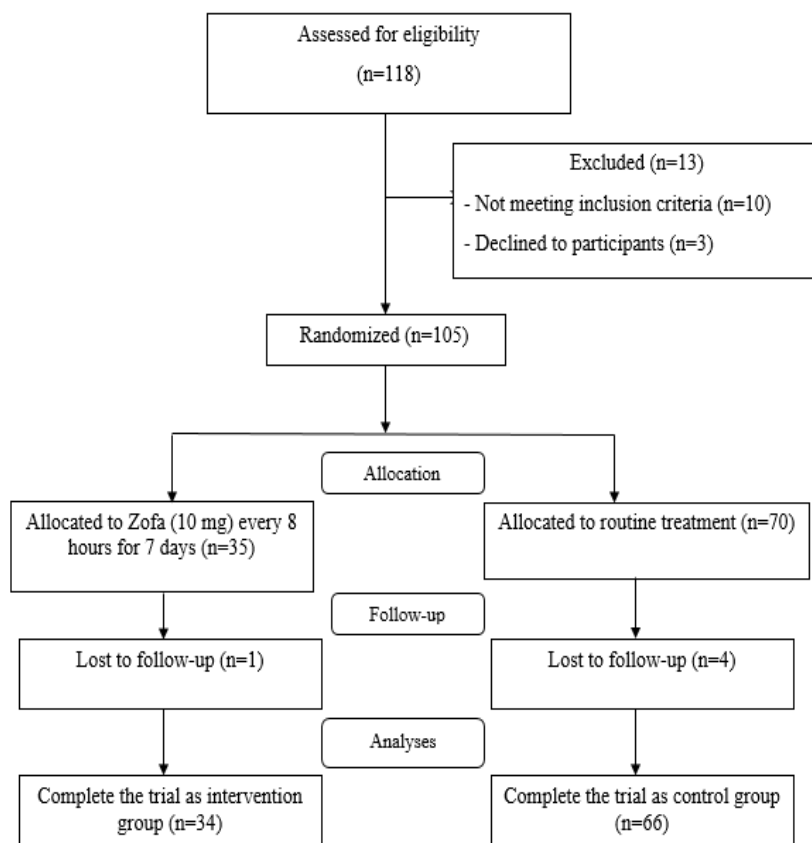 Assessed for eligibility
(n=118)
Excluded (n=13)
- Not meeting inclusion criteria (n=10)
- Declined to participants (n=3)
Randomized (n=105)
Allocation
Allocated to Zofa (10 mg) every 8
hours for 7 days (n=35)
Allocated to routine treatment (n=70)
Follow-up
Lost to follow-up (n=1)
Lost to follow-up (n=4)
Analyses
Complete the trial as intervention
group (n=34)
Complete the trial as control group
(n=66)